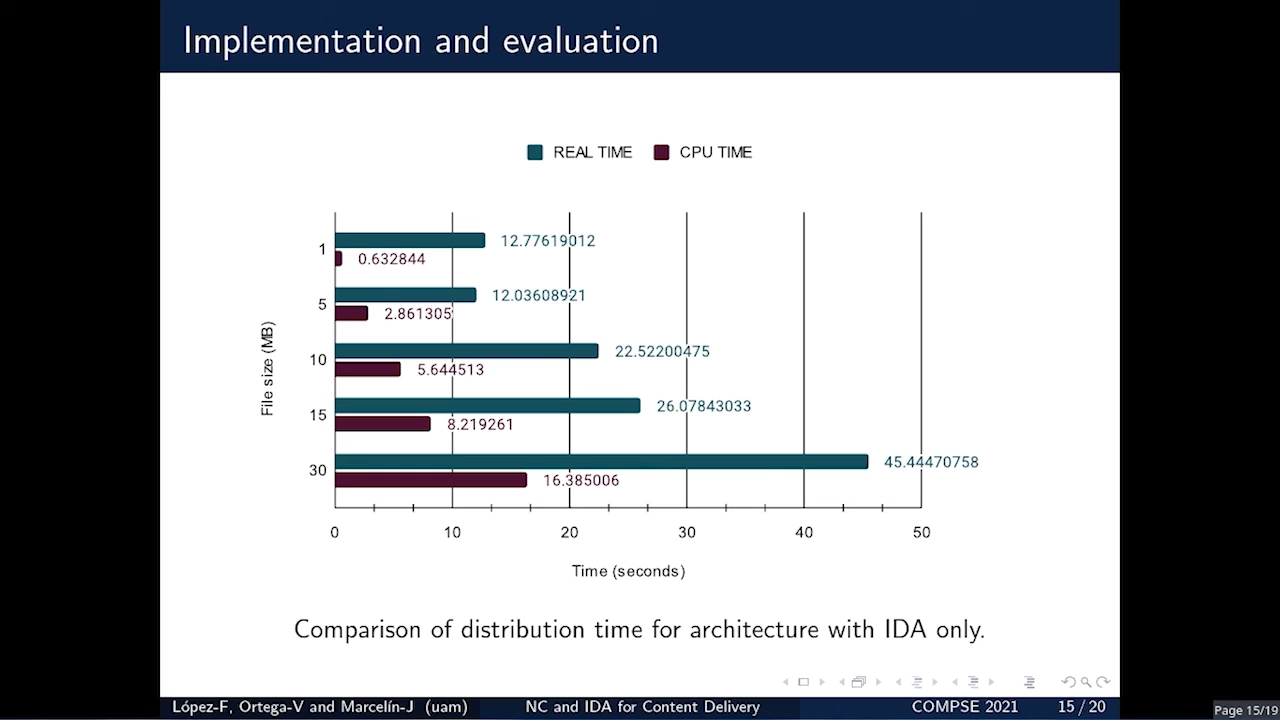 Implementation and evaluation
REAL TIME CPU TIME
File size (MB)
1 12.77619012
0.632844
5 12.03608921
2.861305
10 22.52200475
5.644513
15 26.07843033
8.219261
30 45.44470758
16.385006
0 10 20 30 40 50
Time (seconds)
Comparison of distribution time for architecture with IDA only.
López-F, Ortega-V and Marcelín-J (uam) NC and IDA for Content Delivery COMPSE 2021 15 / 20
Page 15/19